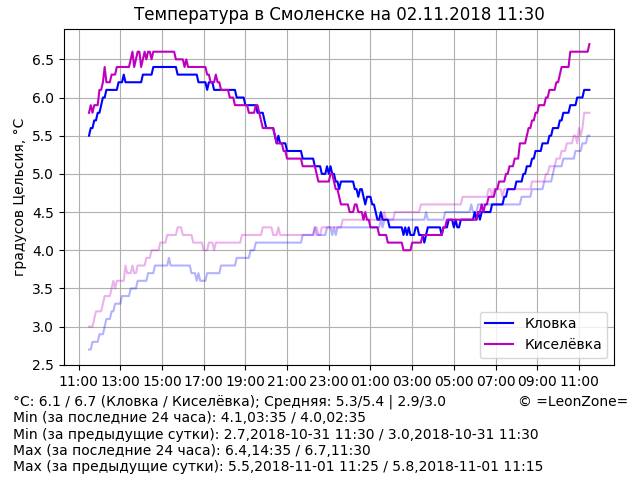 Температура в Смоленске на 02.11.2018 11:30
градусов Цельсия, °C
6.5
6.0
5.5
5.0
4.5
4.0
3.5
3.0
2.5
Кловка
Киселёвка
11:00 13:00 15:00 17:00 19:00 21:00 23:00 01:00 03:00 05:00 07:00 09:00 11:00
°C: 6.1 / 6.7 (Кловка / Киселёвка); Средняя: 5.3/5.4 | 2.9/3.0 © =LeonZone=
Min (за последние 24 часа): 4.1,03:35 / 4.0,02:35
Min (за предыдущие сутки): 2.7,2018-10-31 11:30 / 3.0,2018-10-31 11:30
Max (за последние 24 часа): 6.4,14:35 / 6.7,11:30
Max (за предыдущие сутки): 5.5,2018-11-01 11:25 / 5.8,2018-11-01 11:15